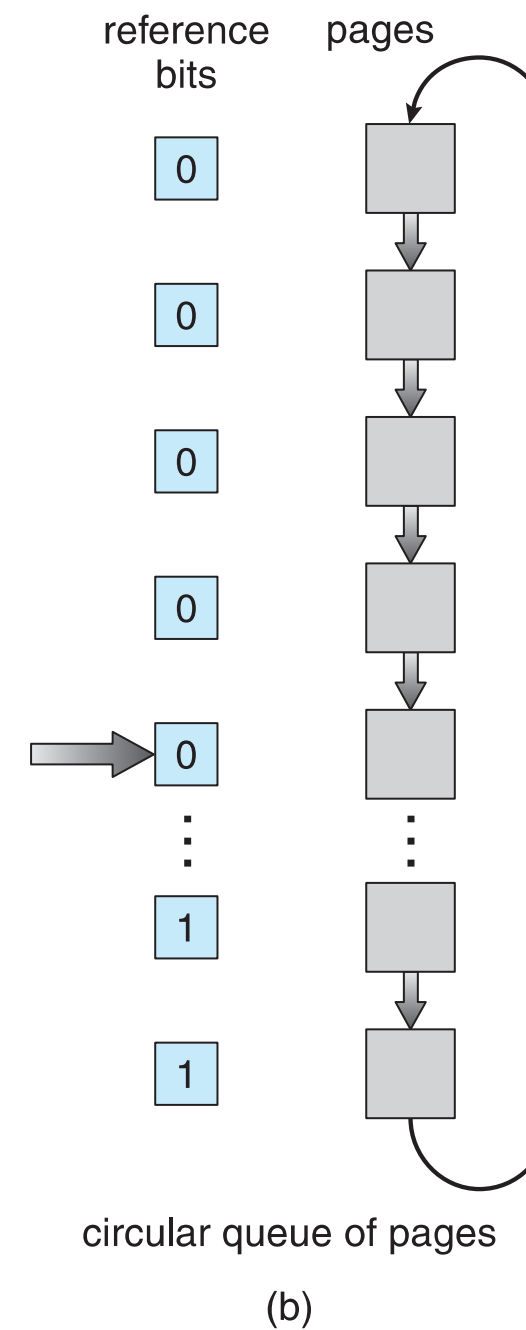 reference bits
pages
0
0
0
0
0
1
1
circular queue of pages
(b)